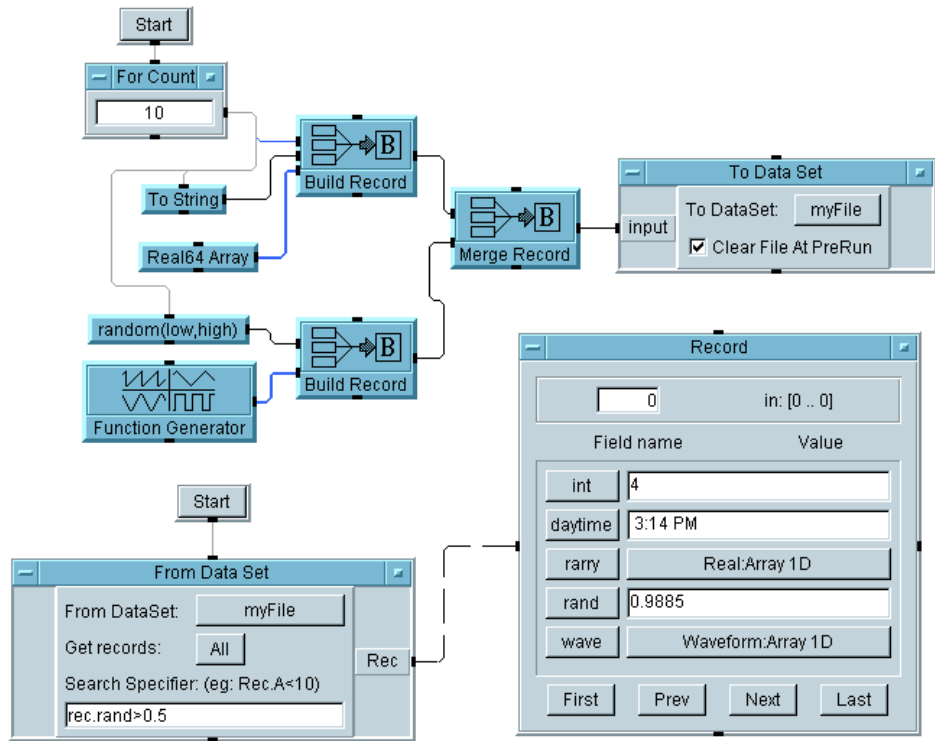 Start
For Count
10
B
Build Record
To String
Real64 Array
B
Merge Record
To Data Set
input
To DataSet: myFile
Clear File At PreRun
random(low,high)
B
Build Record
Function Generator
Record
0 in: [0 .. 0]
Field name Value
int 4
daytime 3:14 PM
rarry Real:Array 1D
rand 0.9885
wave Waveform:Array 1D
First Prev Next Last
Start
From Data Set
From DataSet: myFile
Get records: All
Rec
Search Specifier: (eg: Rec.A<10)
rec.rand>0.5